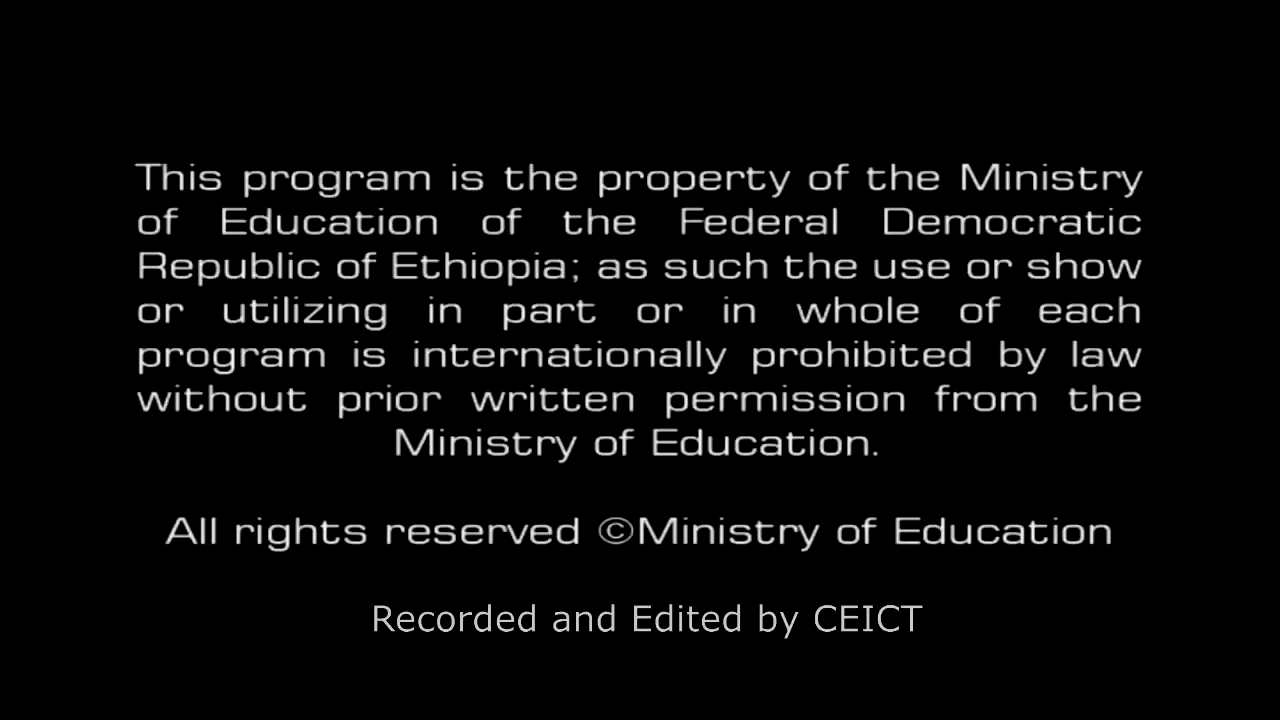 This program is the property of the Ministry
of Education of the Federal Democratic
Republic of Ethiopia; as such the use or show
or utilizing in part or in whole of each
program is internationally prohibited by law
without prior written permission from the
Ministry of Education.
All rights reserved ©Ministry of Education
Recorded and Edited by CEICT